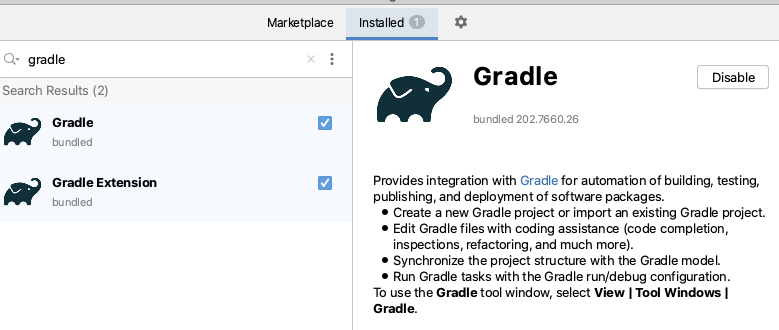 Marketplace Installed 1
gradle
Search Results (2)
Gradle
bundled
Gradle Extension
bundled
Gradle
Disable
bundled 202.7660.26
Provides integration with Gradle for automation of building, testing,
publishing, and deployment of software packages.
• Create a new Gradle project or import an existing Gradle project.
• Edit Gradle files with coding assistance (code completion,
inspections, refactoring, and much more).
• Synchronize the project structure with the Gradle model.
• Run Gradle tasks with the Gradle run/debug configuration.
To use the Gradle tool window, select View | Tool Windows |
Gradle.